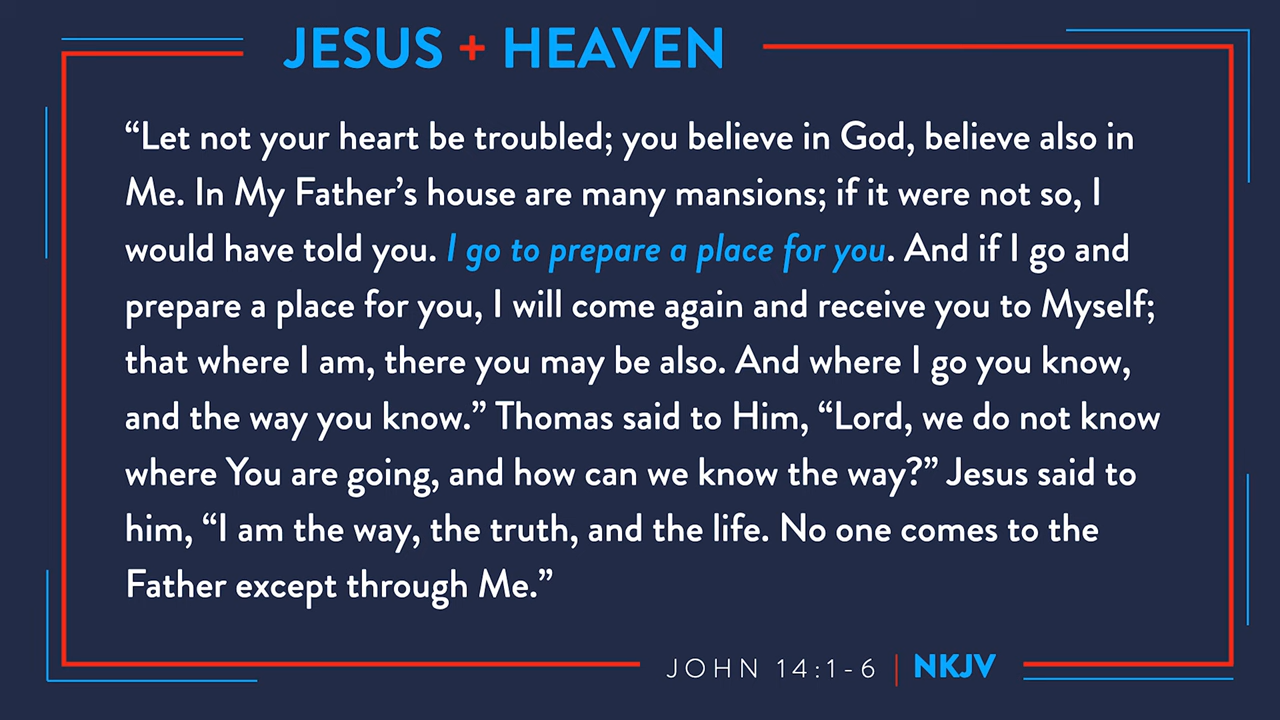 JESUS + HEAVEN
“Let not your heart be troubled; you believe in God, believe also in
Me. In My Father’s house are many mansions; if it were not so, I
would have told you. I go to prepare a place for you. And if I go and
prepare a place for you, I will come again and receive you to Myself;
that where I am, there you may be also. And where I go you know,
and the way you know.” Thomas said to Him, “Lord, we do not know
where You are going, and how can we know the way?” Jesus said to
him, “I am the way, the truth, and the life. No one comes to the
Father except through Me.”
JOHN 14:1-6 | NKJV